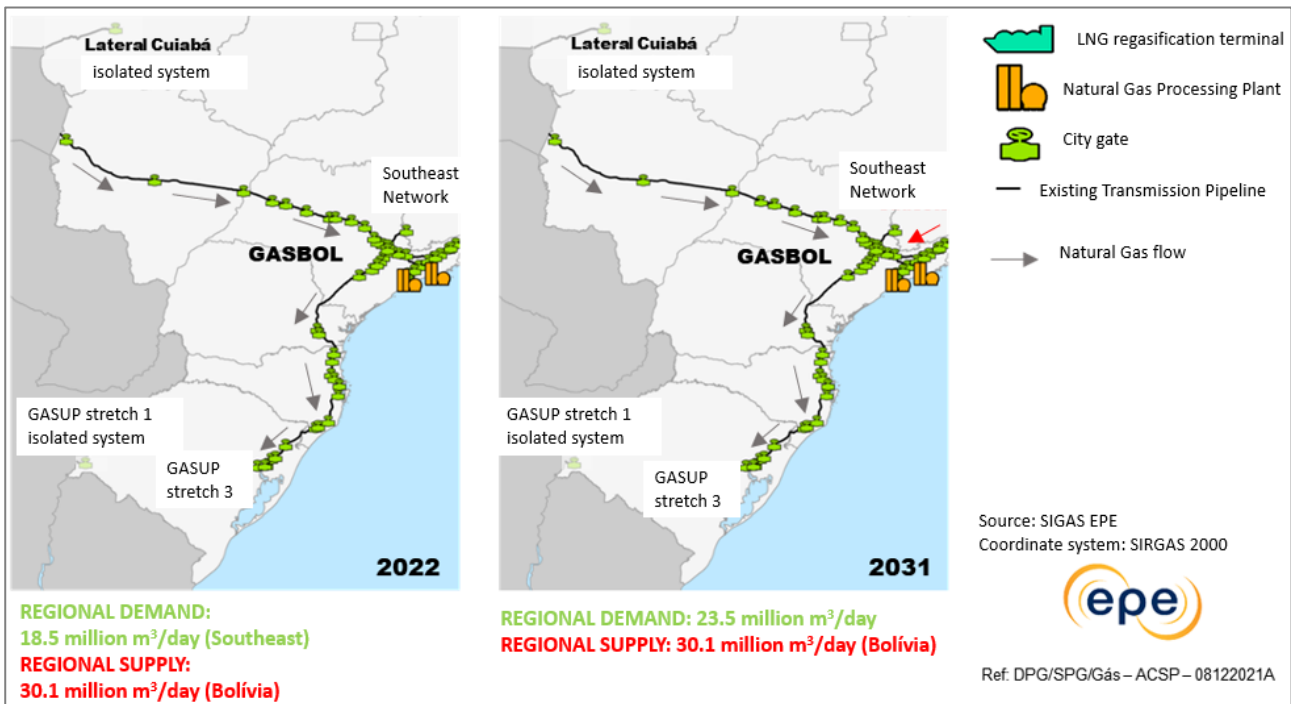 Lateral Cuiabá
isolated system
Southeast
Network
GASBOL
GASUP stretch 1
isolated system
GASUP
stretch 3
2022
REGIONAL DEMAND:
18.5 million m³/day (Southeast)
REGIONAL SUPPLY:
30.1 million m³/day (Bolívia)
Lateral Cuiabá
isolated system
Southeast
Network
GASBOL
GASUP stretch 1
isolated system
GASUP
stretch 3
2031
REGIONAL DEMAND: 23.5 million m³/day
REGIONAL SUPPLY: 30.1 million m³/day (Bolívia)
LNG regasification terminal
Natural Gas Processing Plant
City gate
Existing Transmission Pipeline
Natural Gas flow
Source: SIGAS EPE
Coordinate system: SIRGAS 2000
epe
Ref: DPG/SPG/Gás – ACSP – 08122021A